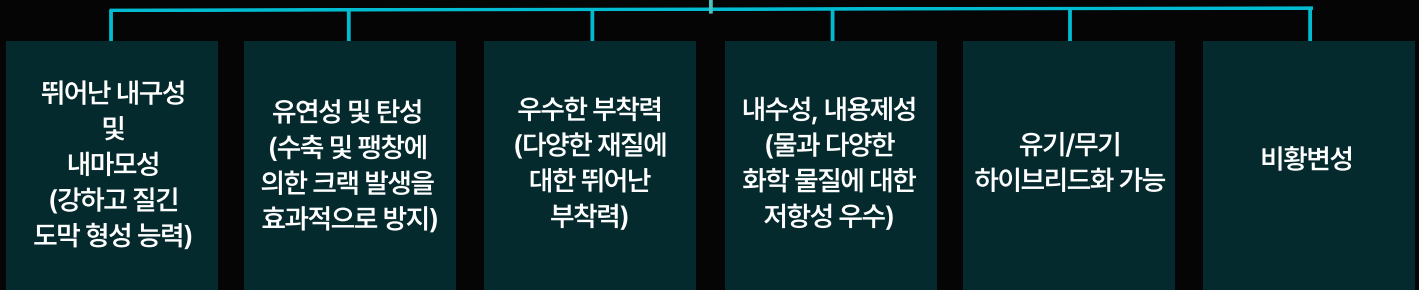 뛰어난 내구성
및
내마모성
(강하고 질긴
도막 형성 능력)
유연성 및 탄성
(수축 및 팽창에
의한 크랙 발생을
효과적으로 방지)
우수한 부착력
(다양한 재질에
대한 뛰어난
부착력)
내수성, 내용제성
(물과 다양한
화학 물질에 대한
저항성 우수)
유기/무기
하이브리드화 가능
비황변성